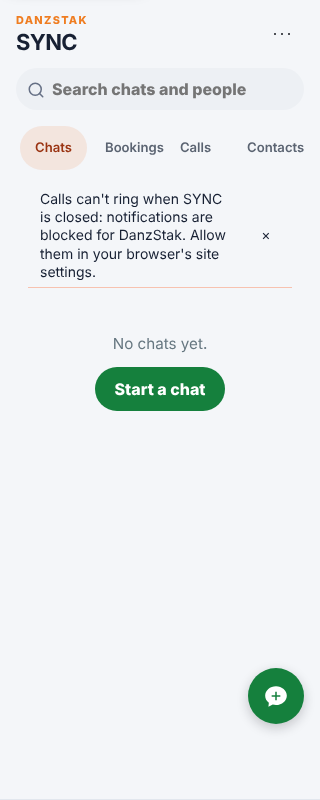 DANZSTAK
SYNC
...
Search chats and people
Chats Bookings Calls Contacts
Calls can't ring when SYNC
is closed: notifications are
blocked for DanzStak. Allow
them in your browser's site
settings.
×
No chats yet.
Start a chat